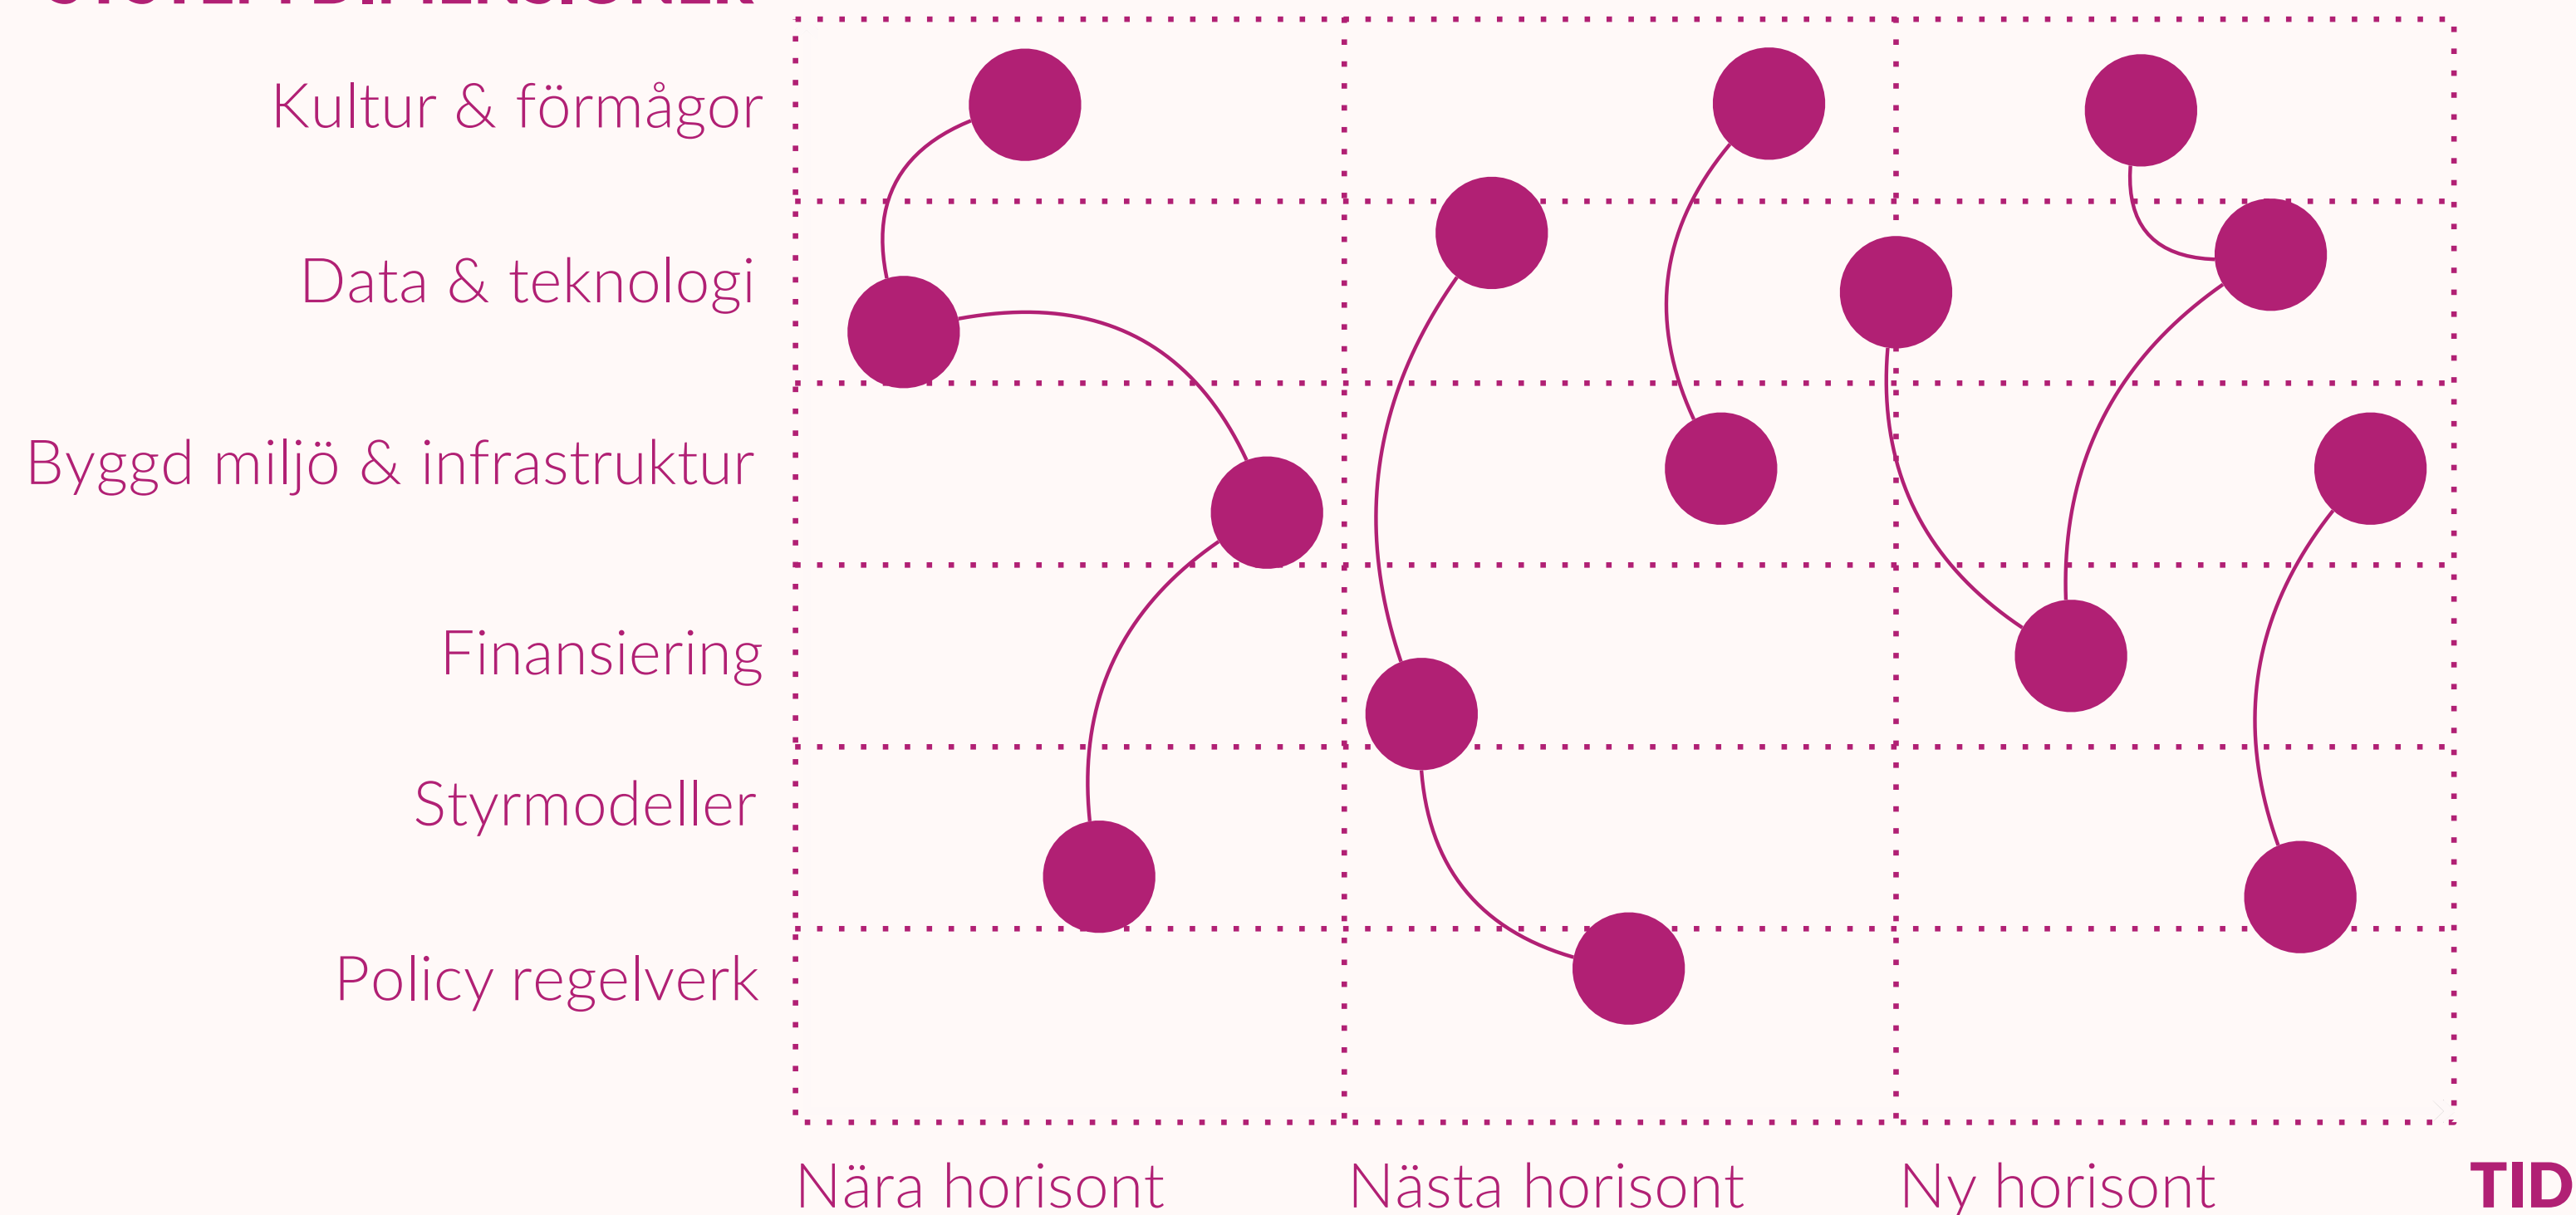 Kultur & förmågor
Data & teknologi
Byggd miljö & infrastruktur
Finansiering
Styrmodeller
Policy regelverk
Nära horisont
Nästa horisont
Ny horisont
TID